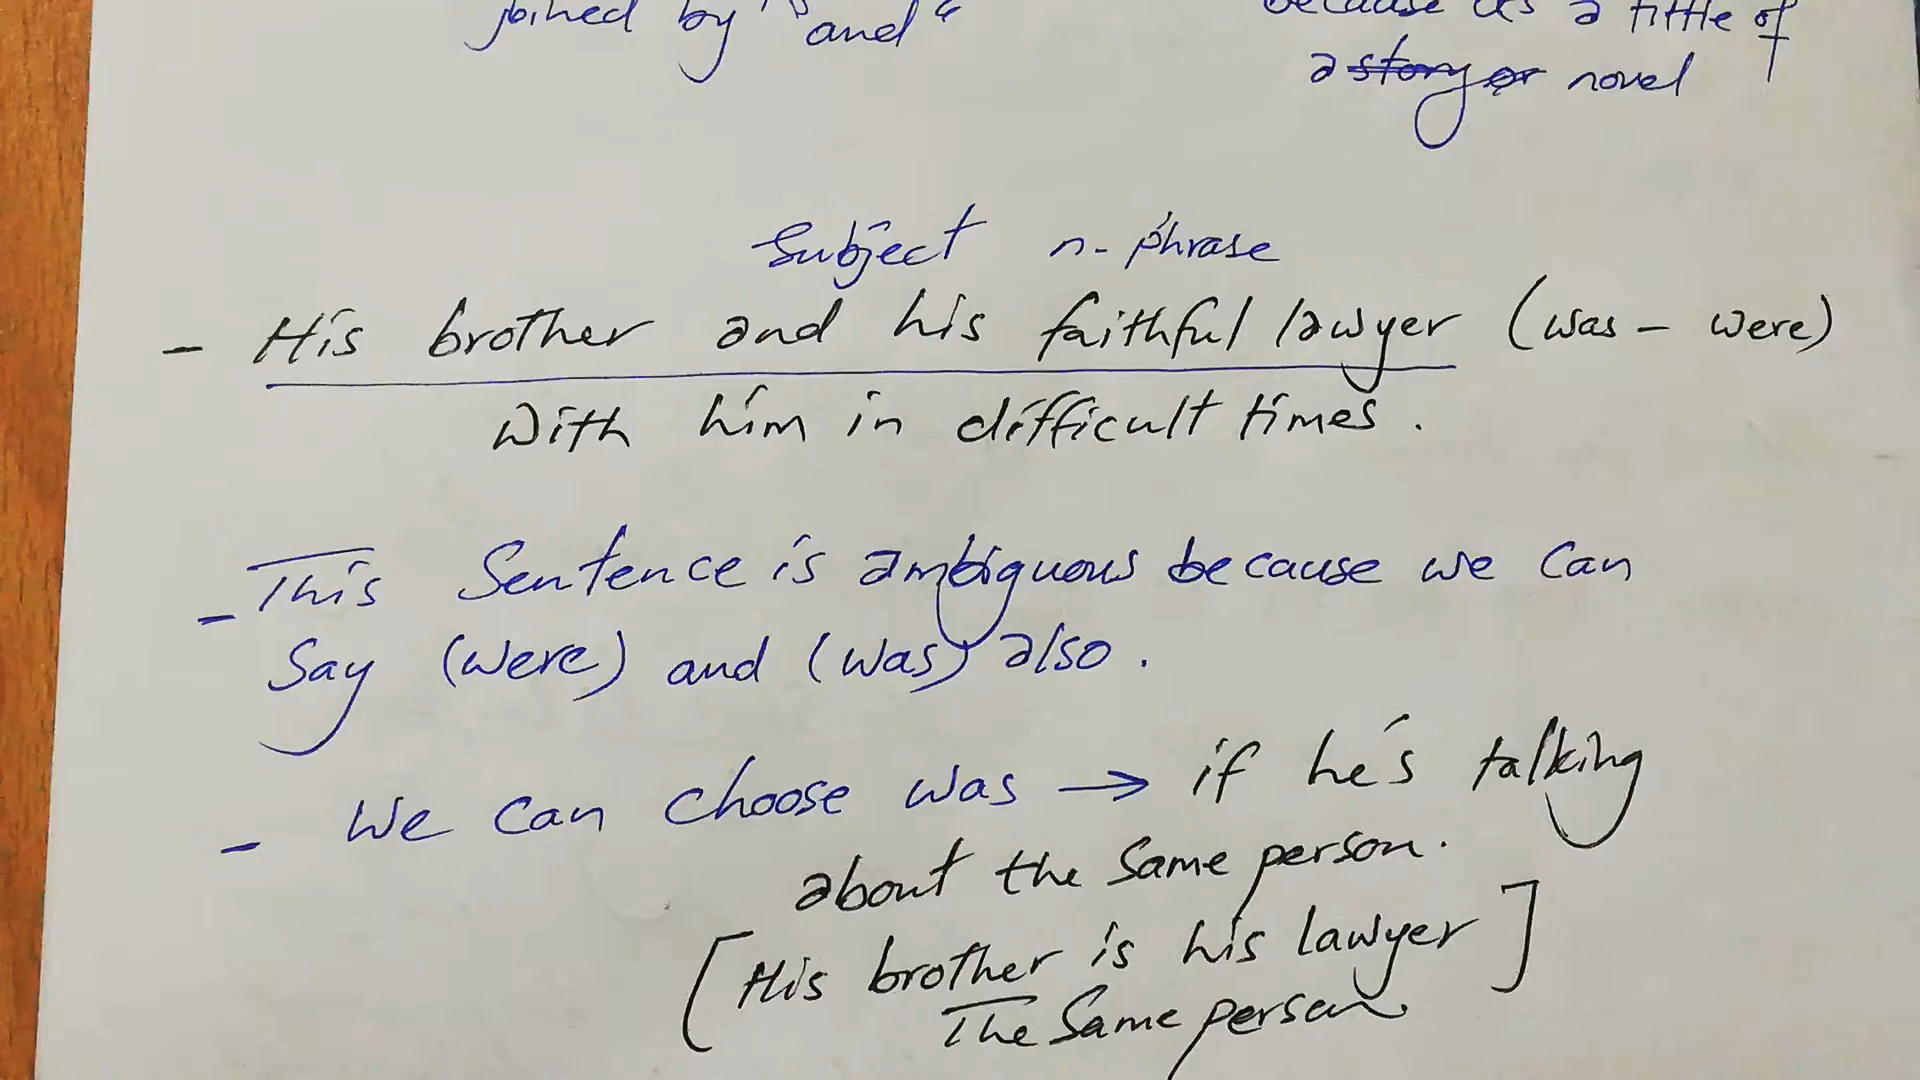 joined by "and"
because it's a tittle of
a story or novel
Subject n-phrase
- His brother and his faithful lawyer (was - were)
with him in difficult times.
- This Sentence is ambiguous because we can
Say (were) and (was) also.
- We can choose was → if he's talking
about the same person.
[His brother is his lawyer]
The same person